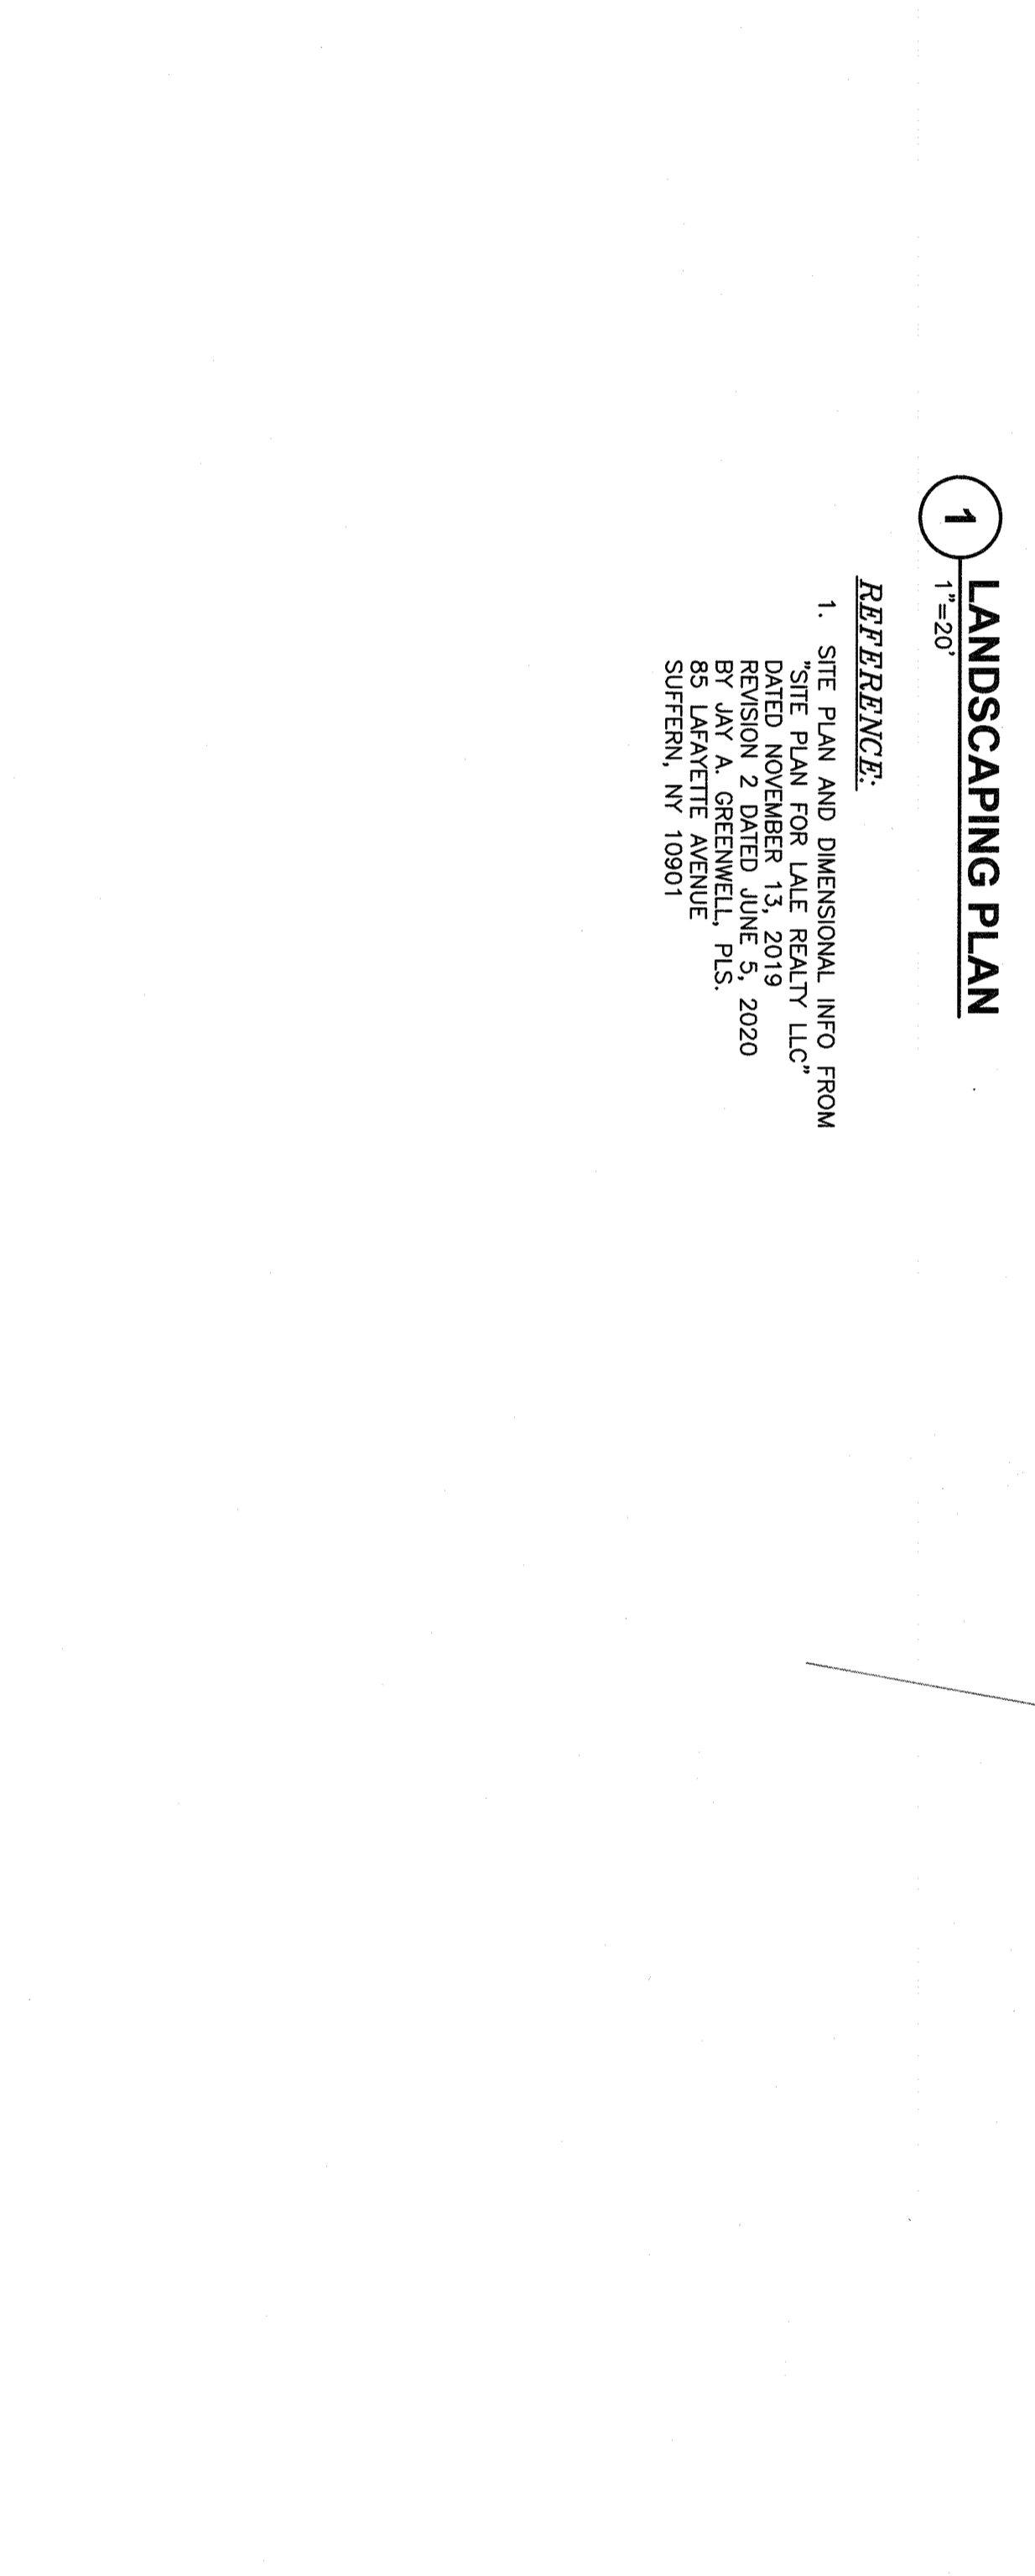 1
LANDSCAPING PLAN
1"=20'
REFERENCE:
1. SITE PLAN AND DIMENSIONAL INFO FROM
"SITE PLAN FOR LALE REALTY LLC"
DATED NOVEMBER 13, 2019
REVISION 2 DATED JUNE 5, 2020
BY JAY A. GREENWELL, PLS.
85 LAFAYETTE AVENUE
SUFFERN, NY 10901